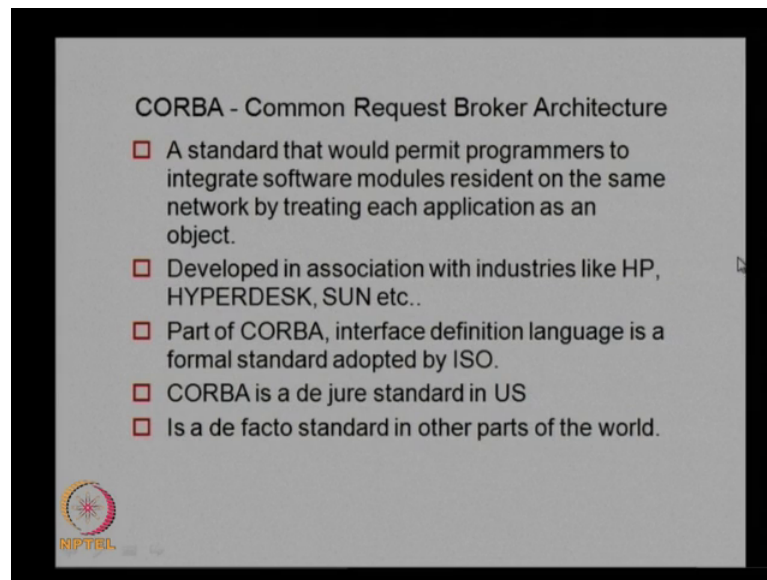 CORBA - Common Request Broker Architecture
A standard that would permit programmers to
integrate software modules resident on the same
network by treating each application as an
object.
Developed in association with industries like HP,
HYPERDESK, SUN etc..
Part of CORBA, interface definition language is a
formal standard adopted by ISO.
CORBA is a de jure standard in US
Is a de facto standard in other parts of the world.
NPTEL